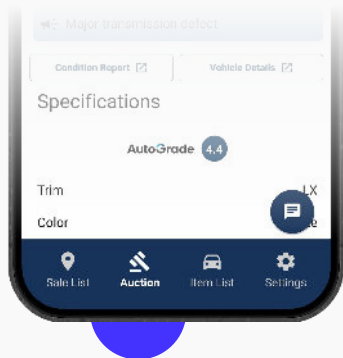 Major transmission defect
Condition Report
Vehicle Details
Specifications
AutoGrade 4.4
Trim LX
Color
Sale List Auction Item List Settings